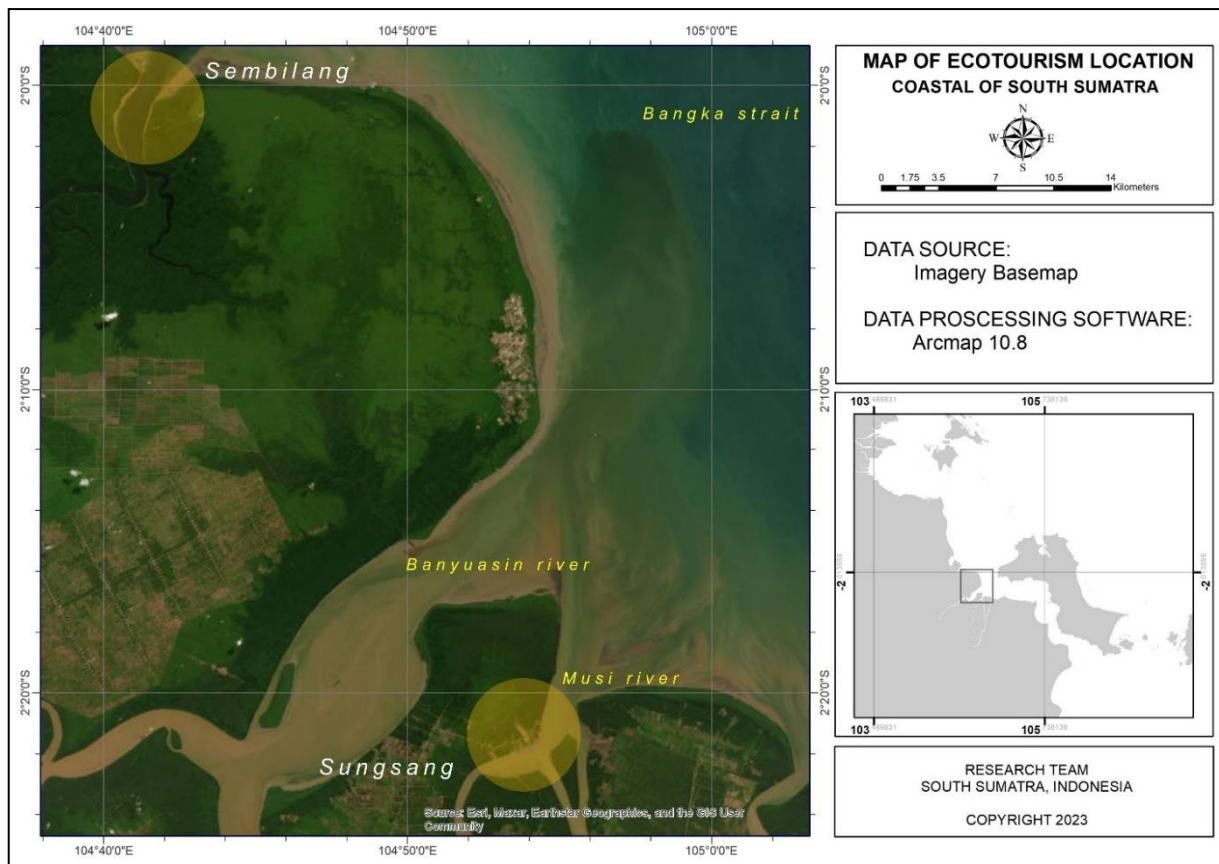 104°40'0"E
104°50'0"E
105°0'0"E
2°0'0"S
2°0'0"S
Sembilang
Bangka strait
2°10'0"S
2°10'0"S
Banyuasin river
Musi river
2°20'0"S
2°20'0"S
Sungsang
Source: Esri, Maxar, Earthstar Geographics, and the GIS User
Community
104°40'0"E
104°50'0"E
105°0'0"E
MAP OF ECOTOURISM LOCATION
COASTAL OF SOUTH SUMATRA
N
W E
S
0 1.75 3.5 7 10.5 14
Kilometers
DATA SOURCE:
Imagery Basemap
DATA PROSCESSING SOFTWARE:
Arcmap 10.8
103
105
-2
-2
103
105
RESEARCH TEAM
SOUTH SUMATRA, INDONESIA
COPYRIGHT 2023